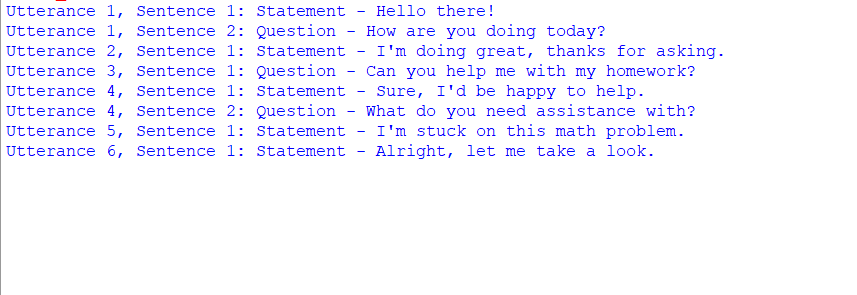 Utterance 1, Sentence 1: Statement - Hello there!
Utterance 1, Sentence 2: Question - How are you doing today?
Utterance 2, Sentence 1: Statement - I'm doing great, thanks for asking.
Utterance 3, Sentence 1: Question - Can you help me with my homework?
Utterance 4, Sentence 1: Statement - Sure, I'd be happy to help.
Utterance 4, Sentence 2: Question - What do you need assistance with?
Utterance 5, Sentence 1: Statement - I'm stuck on this math problem.
Utterance 6, Sentence 1: Statement - Alright, let me take a look.